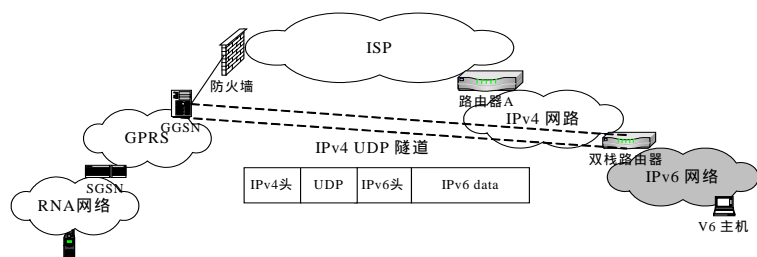 ISP
防火墙
路由器A
GGSN
GPRS
IPv4 网路
IPv4 UDP 隧道
双栈路由器
SGSN
IPv4头 UDP IPv6头 IPv6 data
IPv6 网络
RNA网络
V6 主机